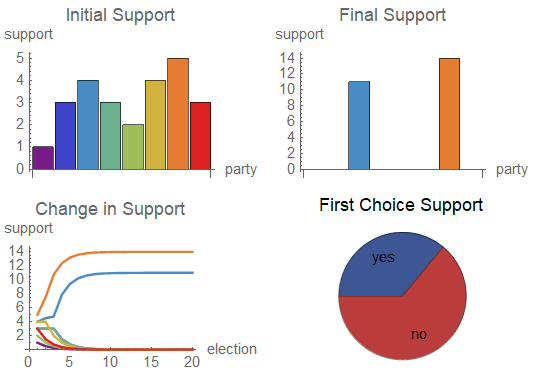 Initial Support
support
5
4
3
2
1
0
party
Final Support
support
14
12
10
8
6
4
2
0
party
Change in Support
support
14
12
10
8
6
4
2
0 5 10 15 20
election
First Choice Support
yes
no